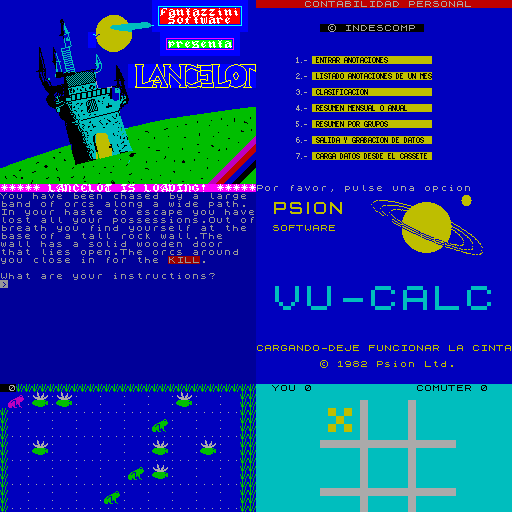 fantazzini
software
presenta
LANCELOT
***** LANCELOT IS LOADING! *****
You have been chased by a large
band of orcs along a wide path.
In your haste to escape you have
lost all your possessions.Out of
breath you find yourself at the
base of a tall rock wall.The
wall has a solid wooden door
that lies open.The orcs around
you close in for the KILL.
What are your instructions?
>
CONTABILIDAD PERSONAL
© INDESCOMP
1.- ENTRAR ANOTACIONES
2.- LISTADO ANOTACIONES DE UN MES
3.- CLASIFICACION
4.- RESUMEN MENSUAL O ANUAL
5.- RESUMEN POR GRUPOS
6.- SALIDA Y GRABACION DE DATOS
7.- CARGA DATOS DESDE EL CASSETE
Por favor, pulse una opcion
PSION
SOFTWARE
VU-CALC
CARGANDO-DEJE FUNCIONAR LA CINTA
© 1982 Psion Ltd.
0
YOU 0 COMUTER 0